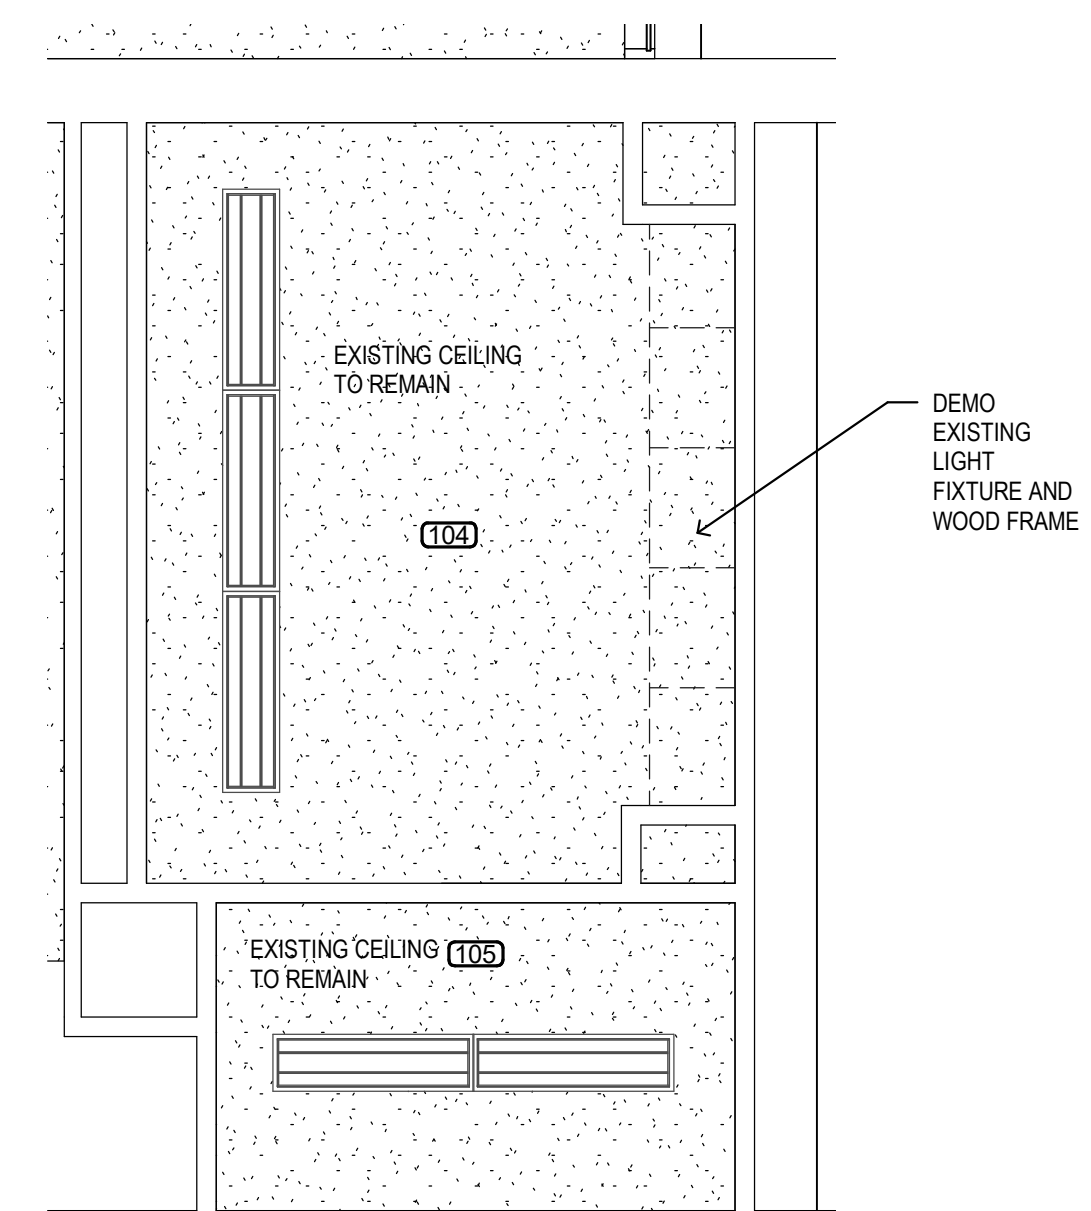 EXISTING CEILING
TO REMAIN
DEMO
EXISTING
LIGHT
FIXTURE AND
WOOD FRAME
104
EXISTING CEILING 105
TO REMAIN